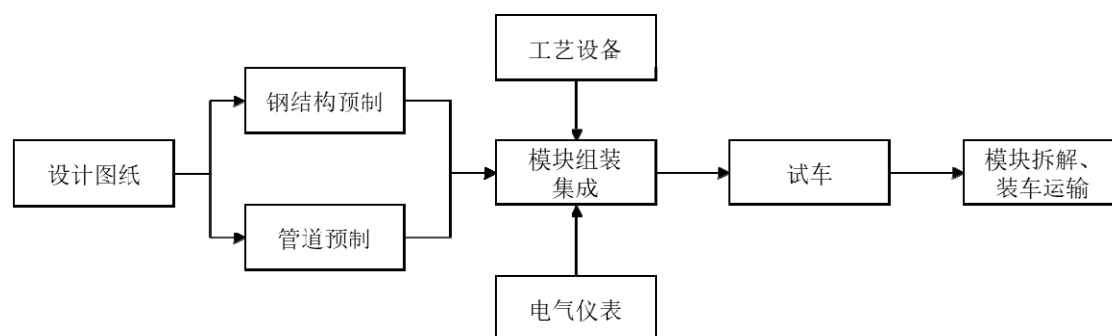 工艺设备
钢结构预制
设计图纸
模块组装
集成
试车
模块拆解、
装车运输
管道预制
电气仪表